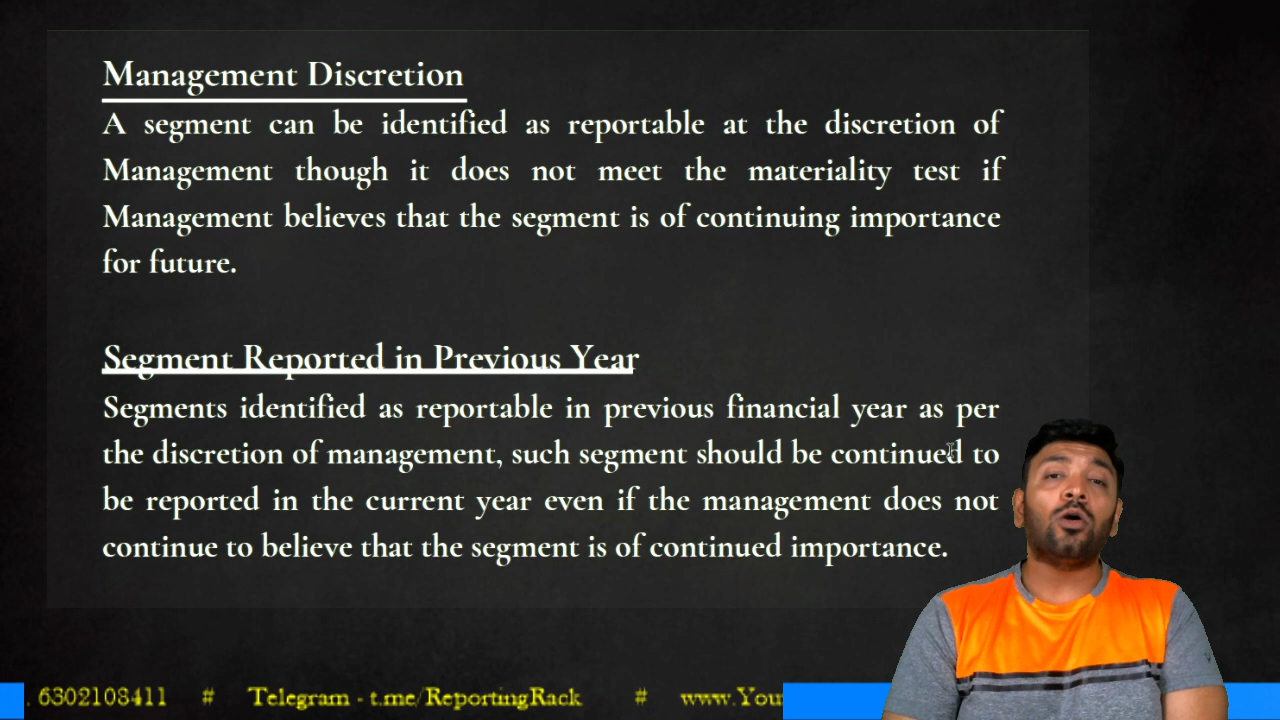 Management Discretion
A segment can be identified as reportable at the discretion of
Management though it does not meet the materiality test if
Management believes that the segment is of continuing importance
for future.
Segment Reported in Previous Year
Segments identified as reportable in previous financial year as per
the discretion of management, such segment should be continued to
be reported in the current year even if the management does not
continue to believe that the segment is of continued importance.
. 6302108411 # Telegram - t.me/ReportingRack # www.You